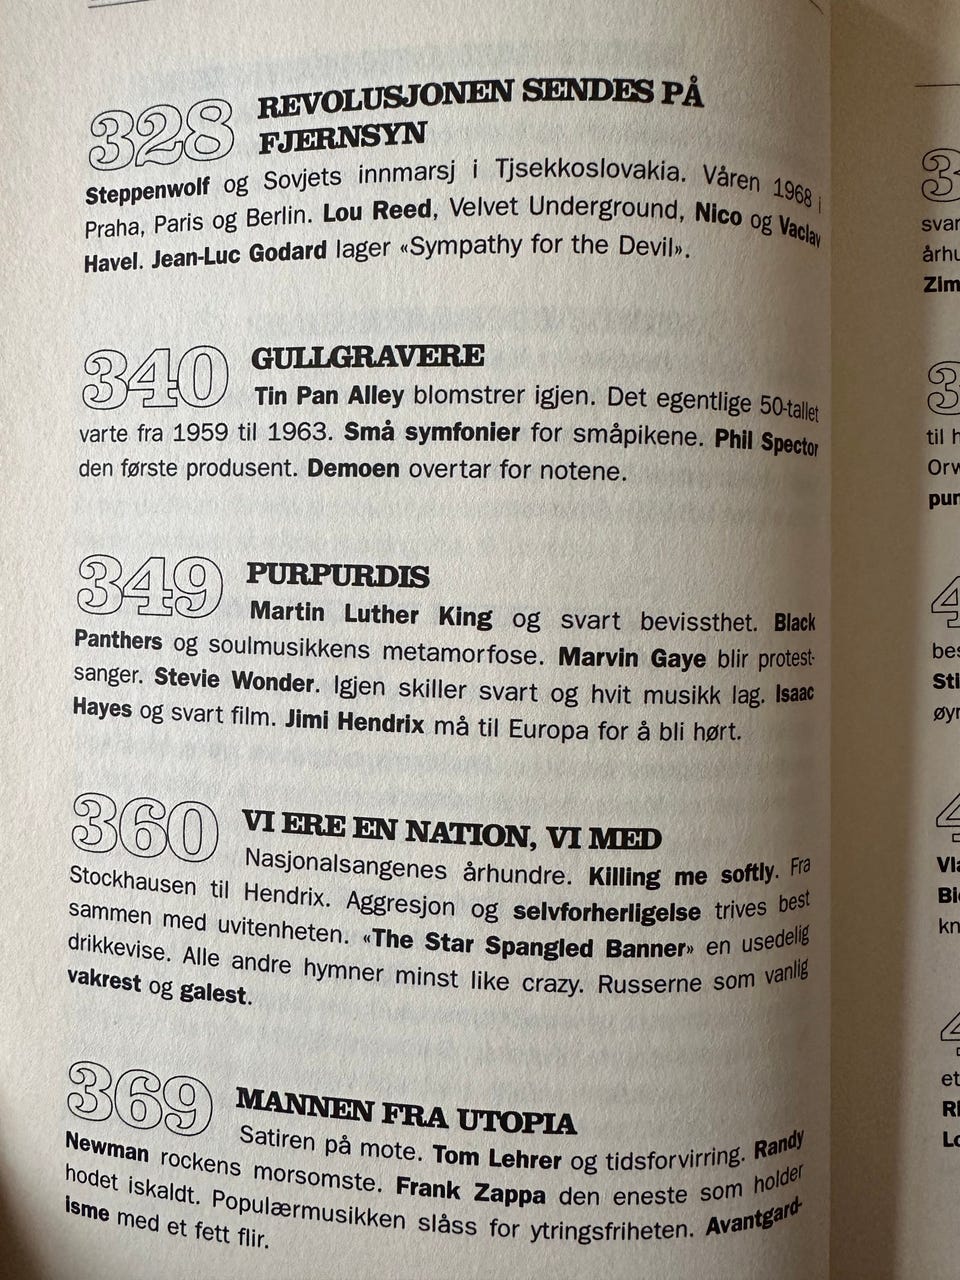 328 REVOLUSJONEN SENDES PÅ
FJERNSYN
Steppenwolf og Sovjets innmarsj i Tjsekkoslovakia. Våren 1968 i
Praha, Paris og Berlin. Lou Reed, Velvet Underground, Nico og Vaclav
Havel. Jean-Luc Godard lager «Sympathy for the Devil».
340 GULLGRAVERE
Tin Pan Alley blomstrer igjen. Det egentlige 50-tallet
varte fra 1959 til 1963. Små symfonier for småpikene. Phil Spector
den første produsent. Demoen overtar for notene.
349 PURPURDIS
Martin Luther King og svart bevissthet. Black
Panthers og soulmusikkens metamorfose. Marvin Gaye blir protest-
sanger. Stevie Wonder. Igjen skiller svart og hvit musikk lag. Isaac
Hayes og svart film. Jimi Hendrix må til Europa for å bli hørt.
360 VI ERE EN NATION, VI MED
Nasjonalsangenes århundre. Killing me softly. Fra
Stockhausen til Hendrix. Aggresjon og selvforherligelse trives best
sammen med uvitenheten. «The Star Spangled Banner» en usedelig
drikkevise. Alle andre hymner minst like crazy. Russerne som vanlig
vakrest og galest.
369 MANNEN FRA UTOPIA
Satiren på mote. Tom Lehrer og tidsforvirring. Randy
Newman rockens morsomste. Frank Zappa den eneste som holder
hodet iskaldt. Populærmusikken slåss for ytringsfriheten. Avantgard-
isme med et fett flir.